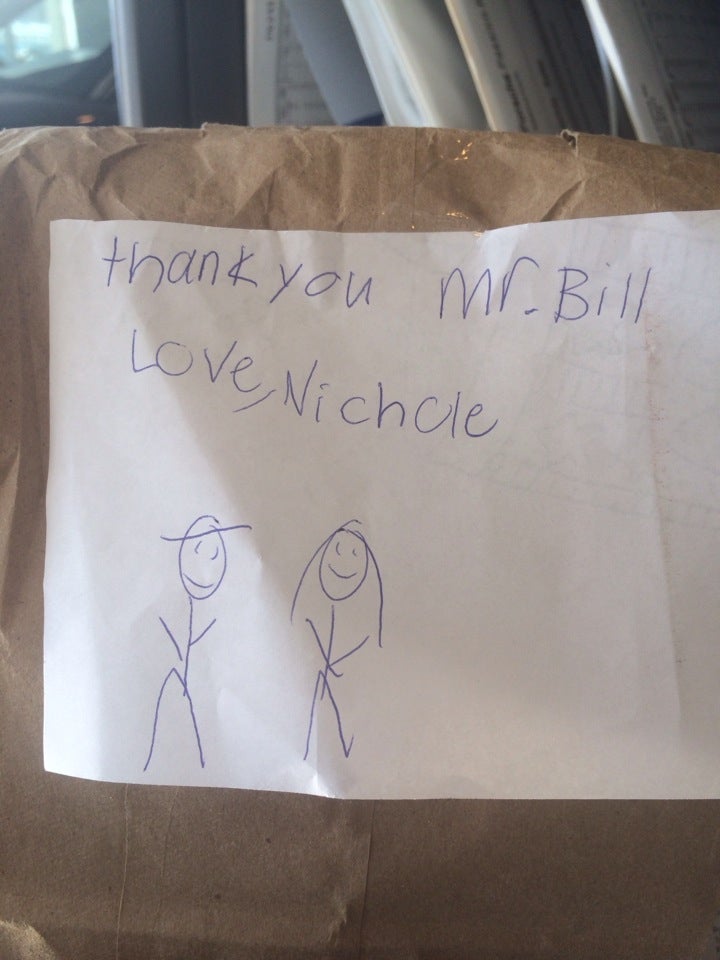 thank you Mr. Bill
Love, Nichole